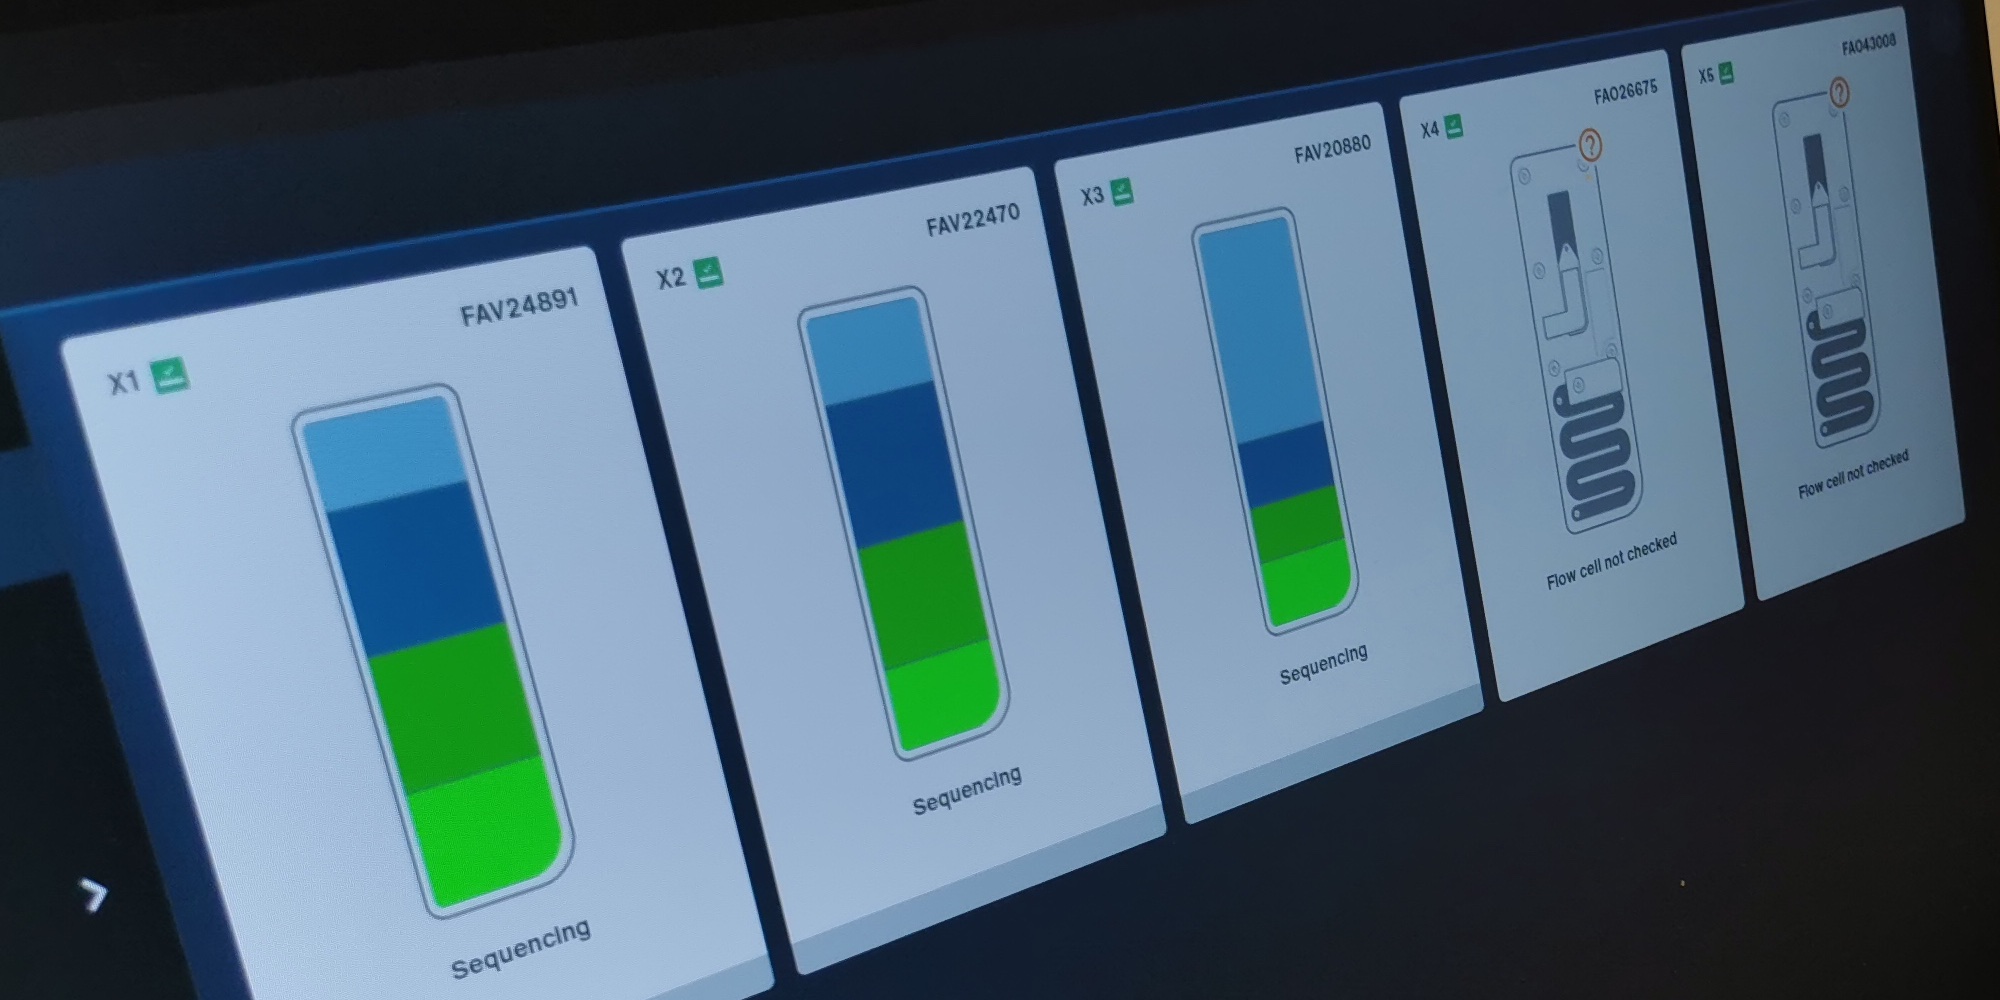 X1
FAV24891
Sequencing
X2
FAV22470
Sequencing
X3
FAV20880
Sequencing
X4
FAO26675
?
Flow cell not checked
X5
FAO43008
?
Flow cell not checked